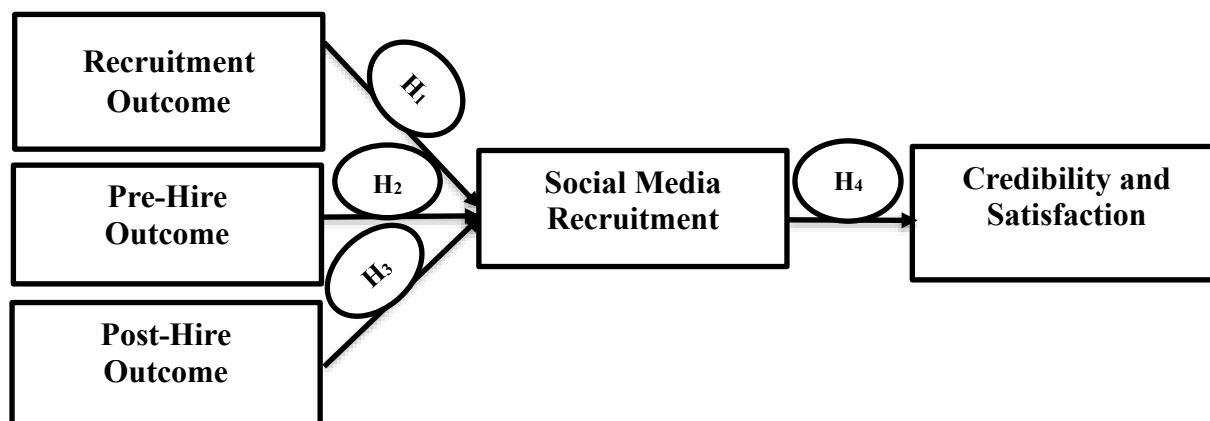 Recruitment
Outcome
H₁
Pre-Hire
Outcome
H₂
Post-Hire
Outcome
H₃
Social Media
Recruitment
H₄
Credibility and
Satisfaction